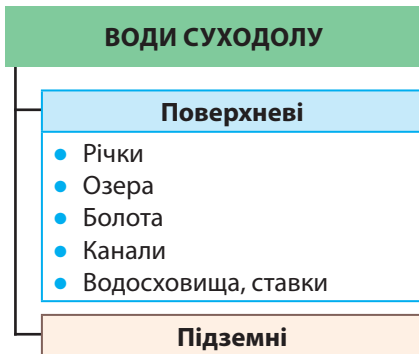 ВОДИ СУХОДОЛУ
Поверхневі
● Річки
● Озера
● Болота
● Канали
● Водосховища, ставки
Підземні